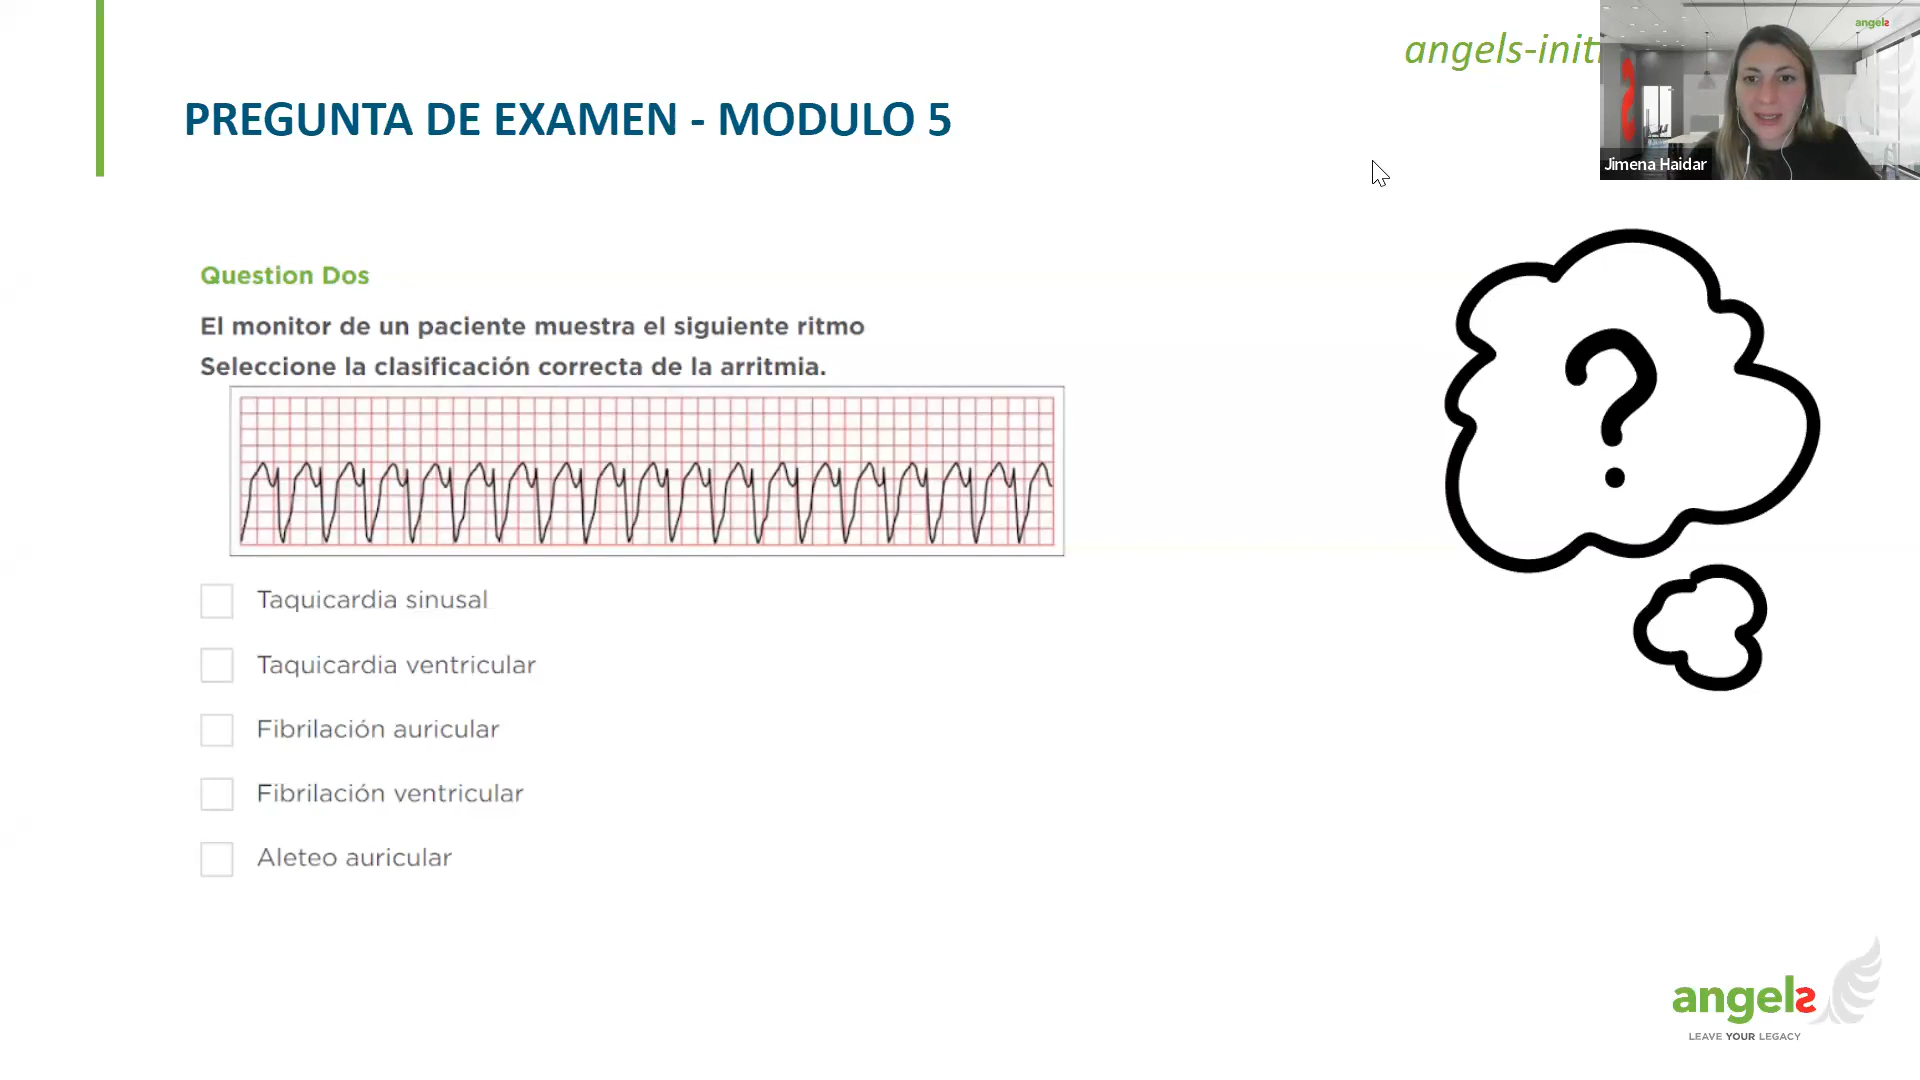 angels-initi
angels
PREGUNTA DE EXAMEN - MODULO 5
Jimena Haidar
Question Dos
El monitor de un paciente muestra el siguiente ritmo
Seleccione la clasificación correcta de la arritmia.
?
Taquicardia sinusal
Taquicardia ventricular
Fibrilación auricular
Fibrilación ventricular
Aleteo auricular
angels
LEAVE YOUR LEGACY